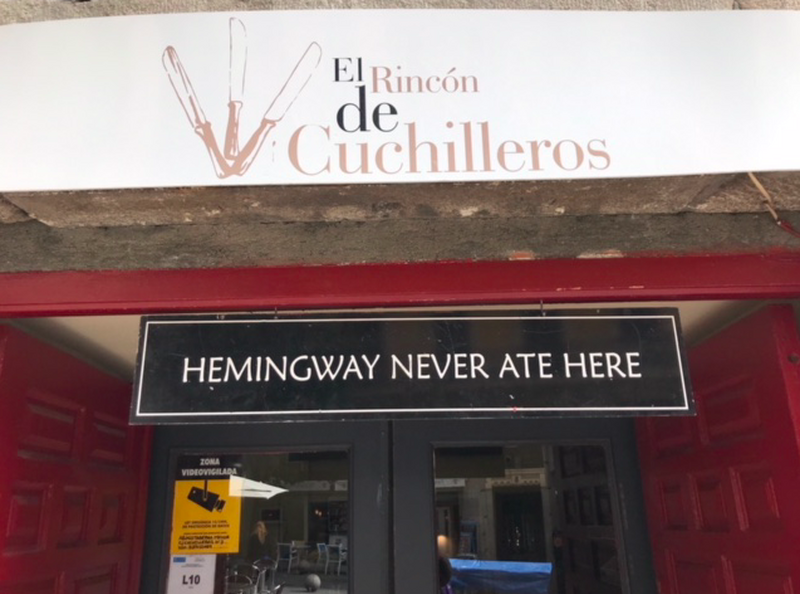 El Rincón
de
Cuchilleros
HEMINGWAY NEVER ATE HERE
ZONA
VIDEOVIGILADA
L10